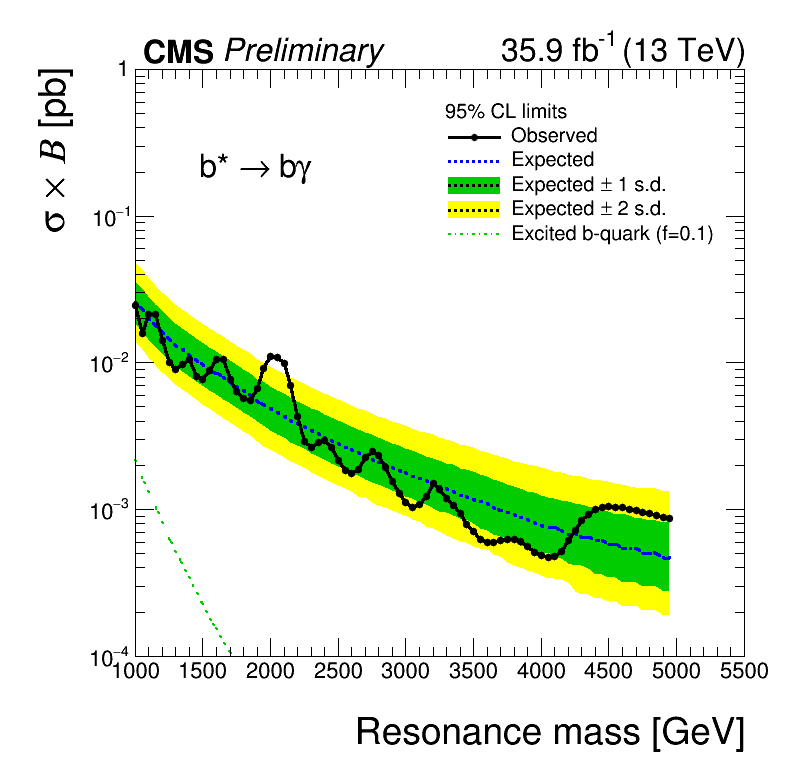 CMS Preliminary 35.9 fb⁻¹ (13 TeV)
σ × B [pb]
95% CL limits
Observed
Expected
Expected ± 1 s.d.
Expected ± 2 s.d.
Excited b-quark (f=0.1)
b* → bγ
1
10⁻¹
10⁻²
10⁻³
10⁻⁴
1000 1500 2000 2500 3000 3500 4000 4500 5000 5500
Resonance mass [GeV]